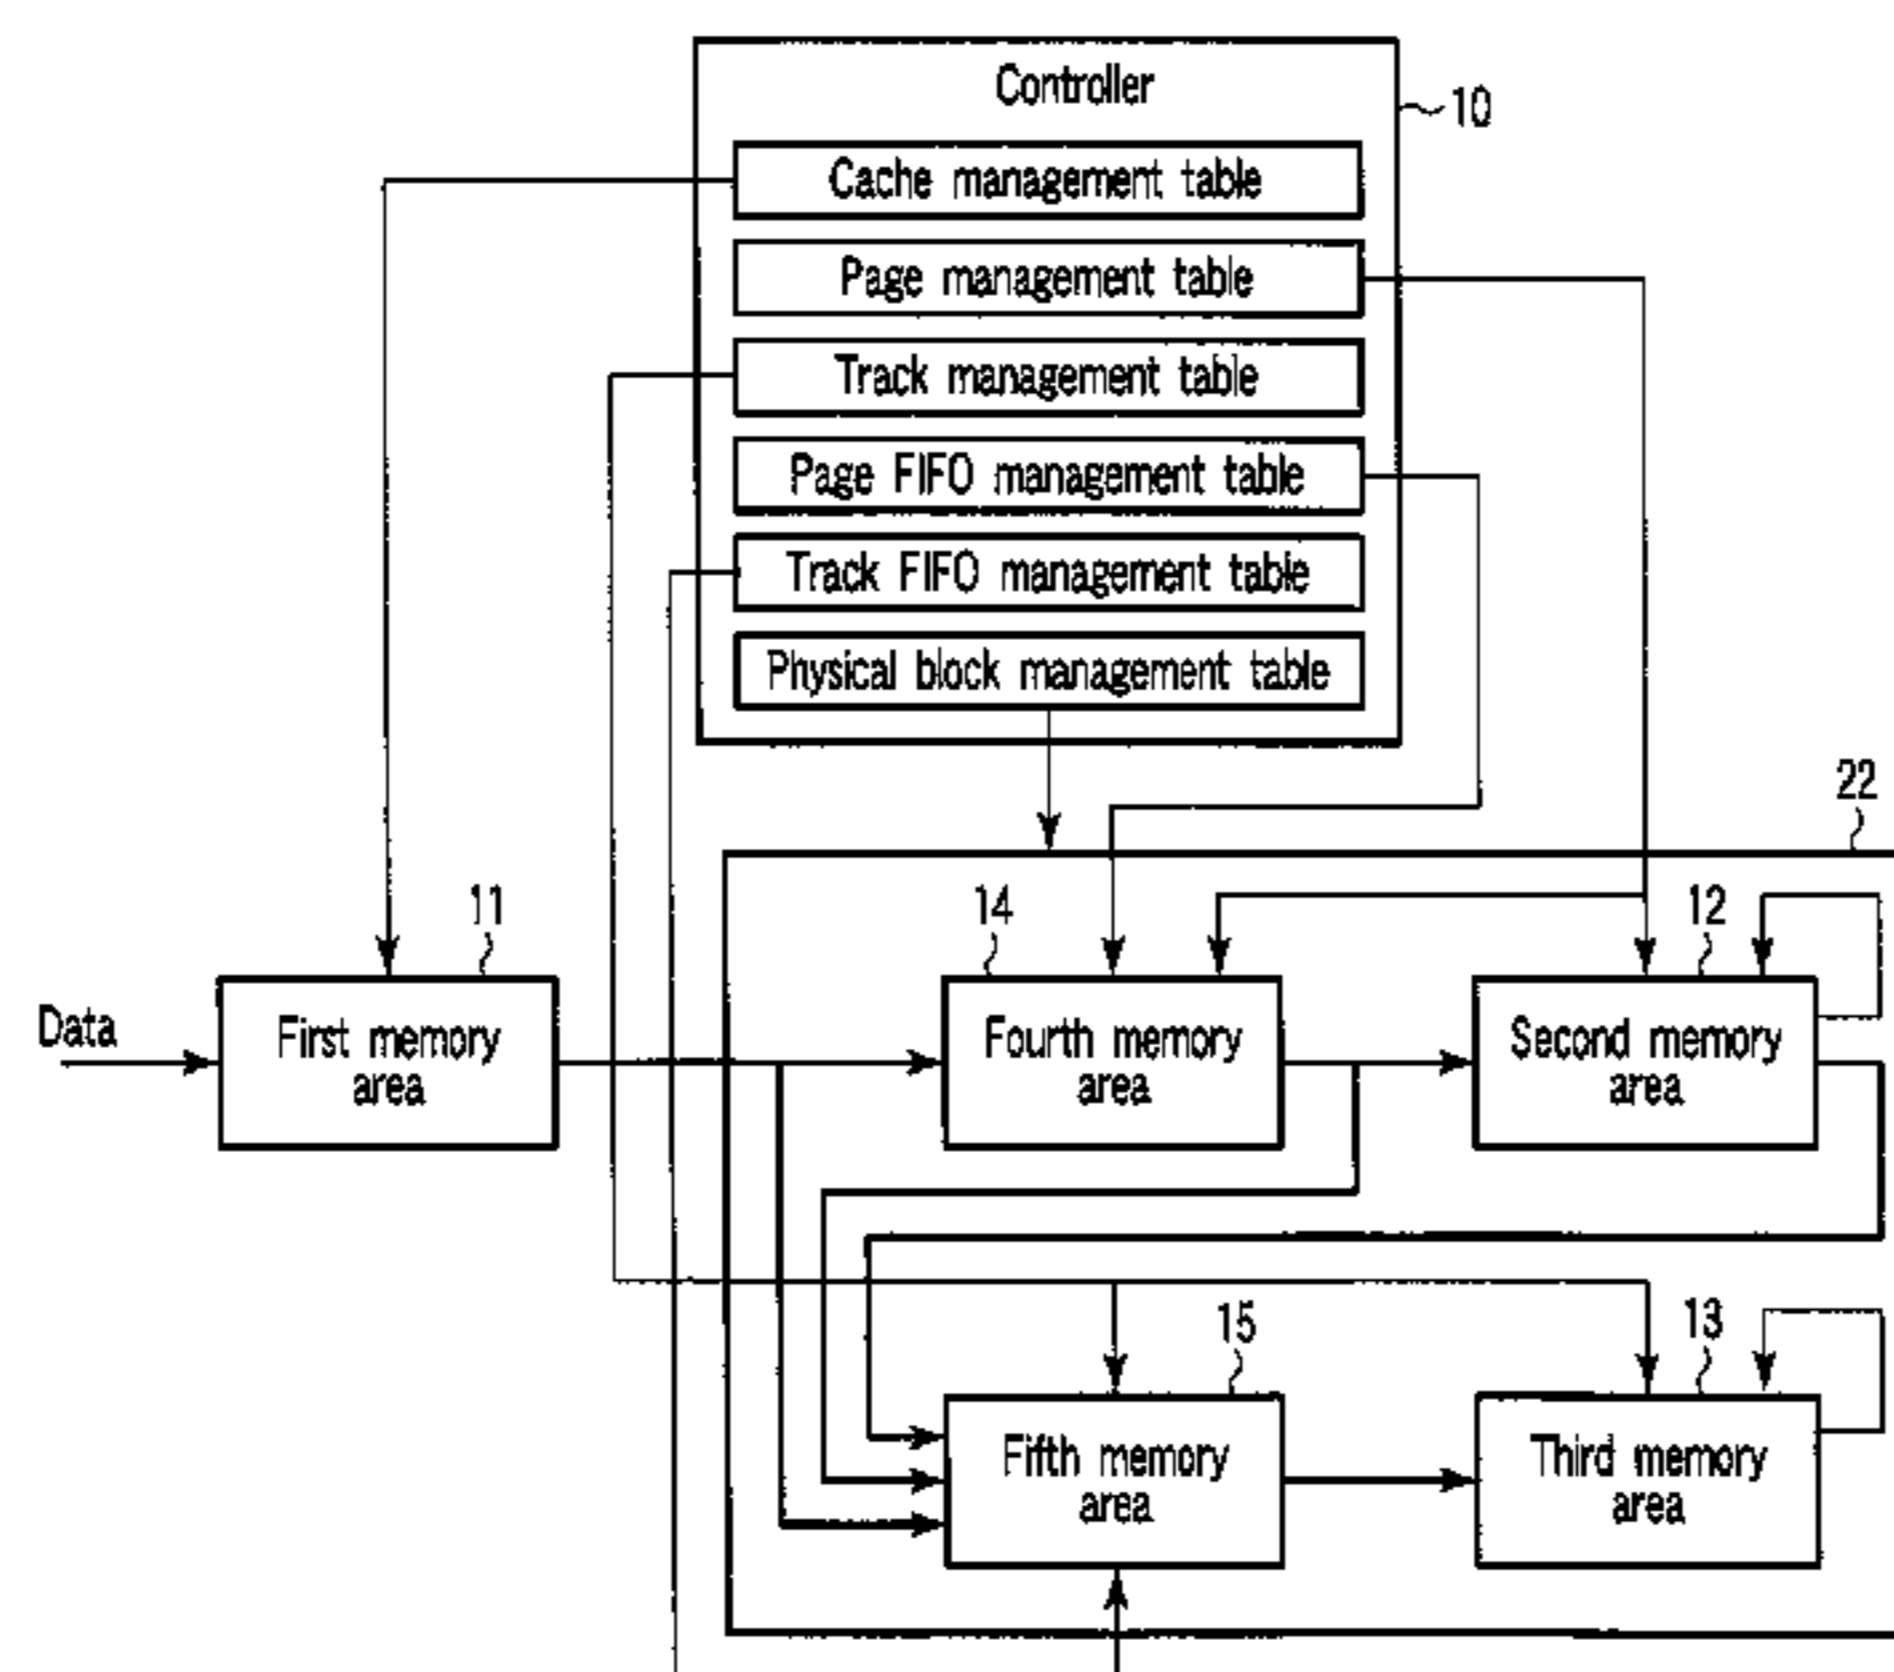 Controller
10
Cache management table
Page management table
Track management table
Page FIFO management table
Track FIFO management table
Physical block management table
22
11
14
12
Data
First memory
area
Fourth memory
area
Second memory
area
15
13
Fifth memory
area
Third memory
area